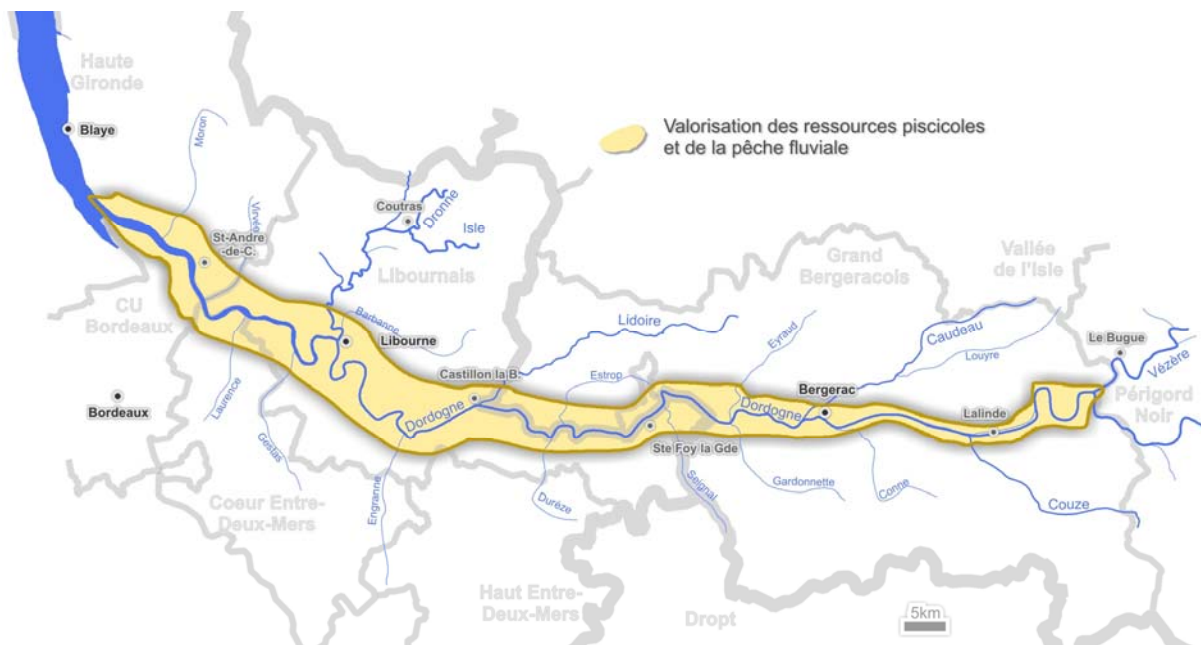 Haute
Gironde
Blaye
Moron
Valorisation des ressources piscicoles
et de la pêche fluviale
Virvée
Coutras
Dronne
Isle
St-Andre
-de-C.
Libournais
Grand
Bergeracois
Vallée
de l'Isle
CU
Bordeaux
Barbanne
Libourne
Lidoire
Eyraud
Caudeau
Louyre
Le Bugue
Vézère
Castillon la B.
Estrop
Bergerac
Bordeaux
Laurence
Gestas
Dordogne
Dordogne
Lalinde
Périgord
Noir
Ste Foy la Gde
Engranne
Durèze
Seignal
Gardonnette
Conne
Couze
Coeur Entre-
Deux-Mers
Haut Entre-
Deux-Mers
Dropt
5km